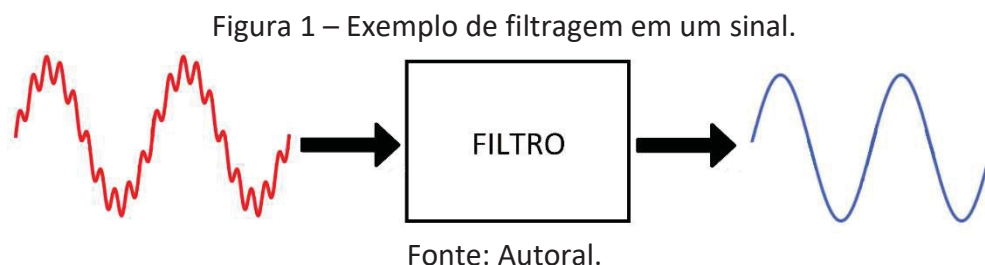 Figura 1 – Exemplo de filtragem em um sinal.
FILTRO
Fonte: Autoral.